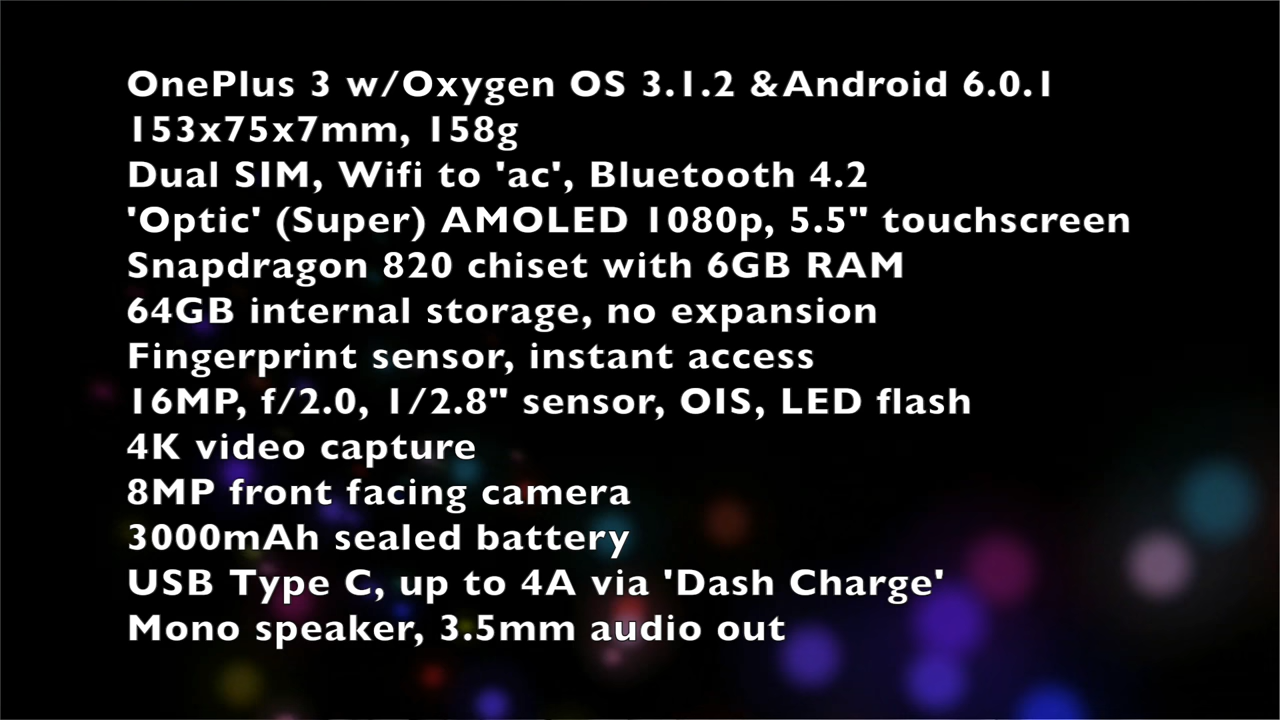 OnePlus 3 w/Oxygen OS 3.1.2 &Android 6.0.1
153x75x7mm, 158g
Dual SIM, Wifi to 'ac', Bluetooth 4.2
'Optic' (Super) AMOLED 1080p, 5.5" touchscreen
Snapdragon 820 chiset with 6GB RAM
64GB internal storage, no expansion
Fingerprint sensor, instant access
16MP, f/2.0, 1/2.8" sensor, OIS, LED flash
4K video capture
8MP front facing camera
3000mAh sealed battery
USB Type C, up to 4A via 'Dash Charge'
Mono speaker, 3.5mm audio out